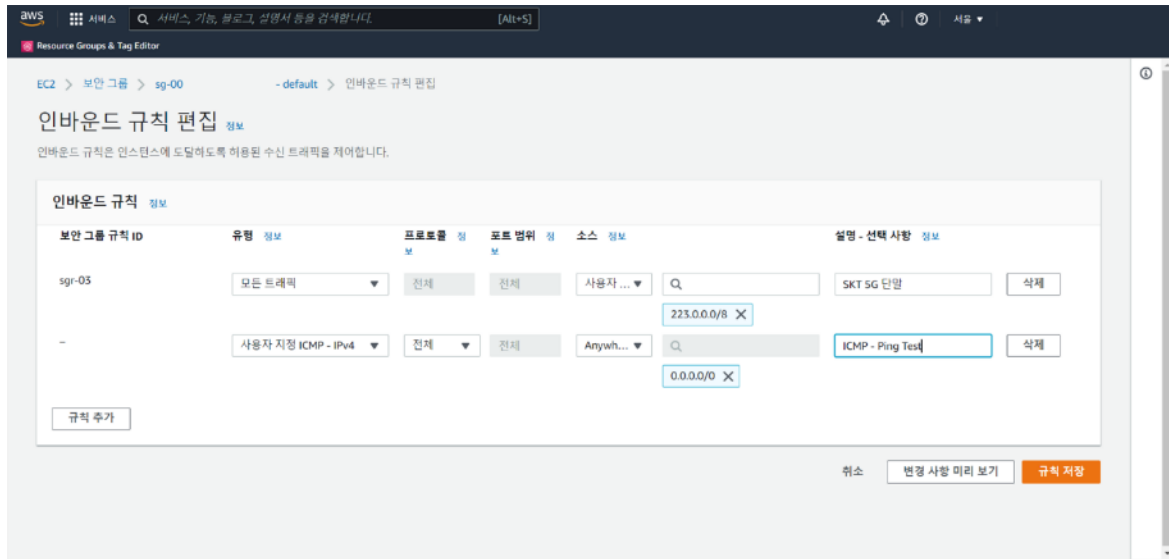 aws 서비스 서비스, 기능, 블로그, 설명서 등을 검색합니다. [Alt+S] 서울
Resource Groups & Tag Editor
EC2 > 보안 그룹 > sg-00 - default > 인바운드 규칙 편집
인바운드 규칙 편집 정보
인바운드 규칙은 인스턴스에 도달하도록 허용된 수신 트래픽을 제어합니다.
인바운드 규칙 정보
보안 그룹 규칙 ID 유형 정보 프로토콜 정보 포트 범위 정보 소스 정보 설명 - 선택 사항 정보
sgr-03 모든 트래픽 전체 전체 사용자 ... SKT 5G 단말 삭제
223.0.0.0/8
- 사용자 지정 ICMP - IPv4 전체 전체 Anywh... ICMP - Ping Test 삭제
0.0.0.0/0
규칙 추가
취소 변경 사항 미리 보기 규칙 저장